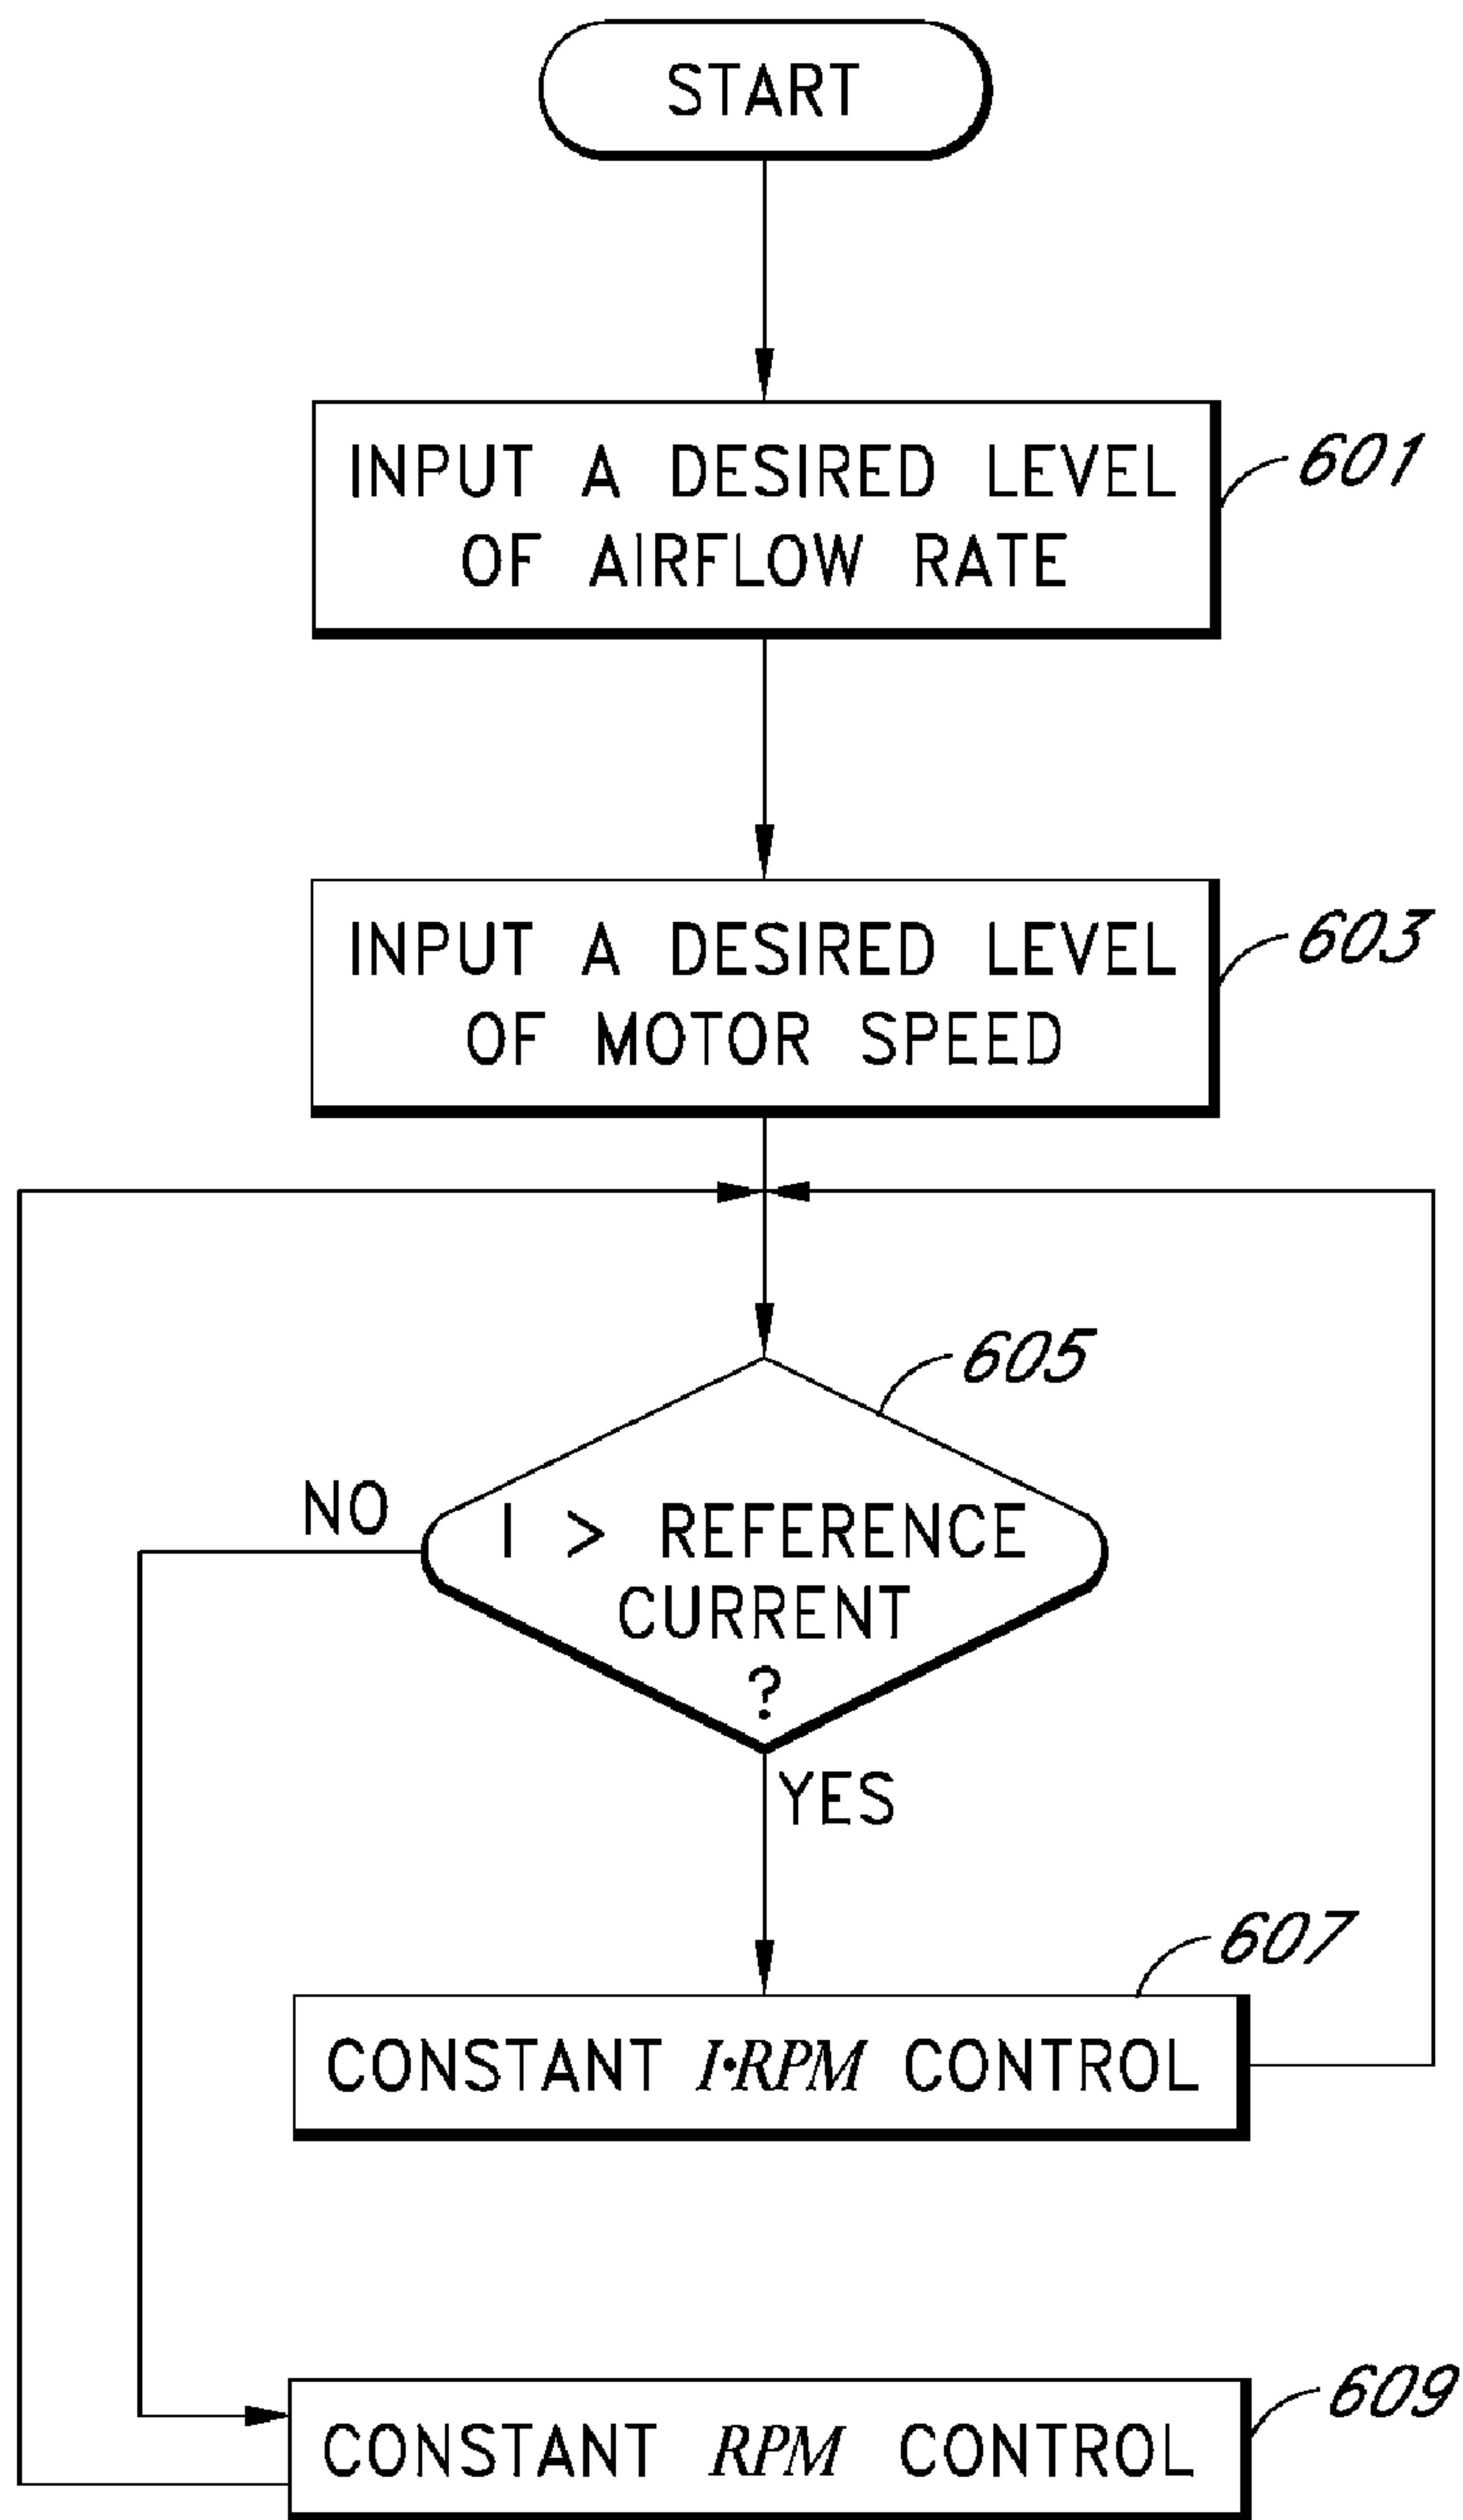 START
INPUT A DESIRED LEVEL
OF AIRFLOW RATE
601
INPUT A DESIRED LEVEL
OF MOTOR SPEED
603
605
NO
I > REFERENCE
CURRENT
?
YES
607
CONSTANT I·RPM CONTROL
609
CONSTANT RPM CONTROL